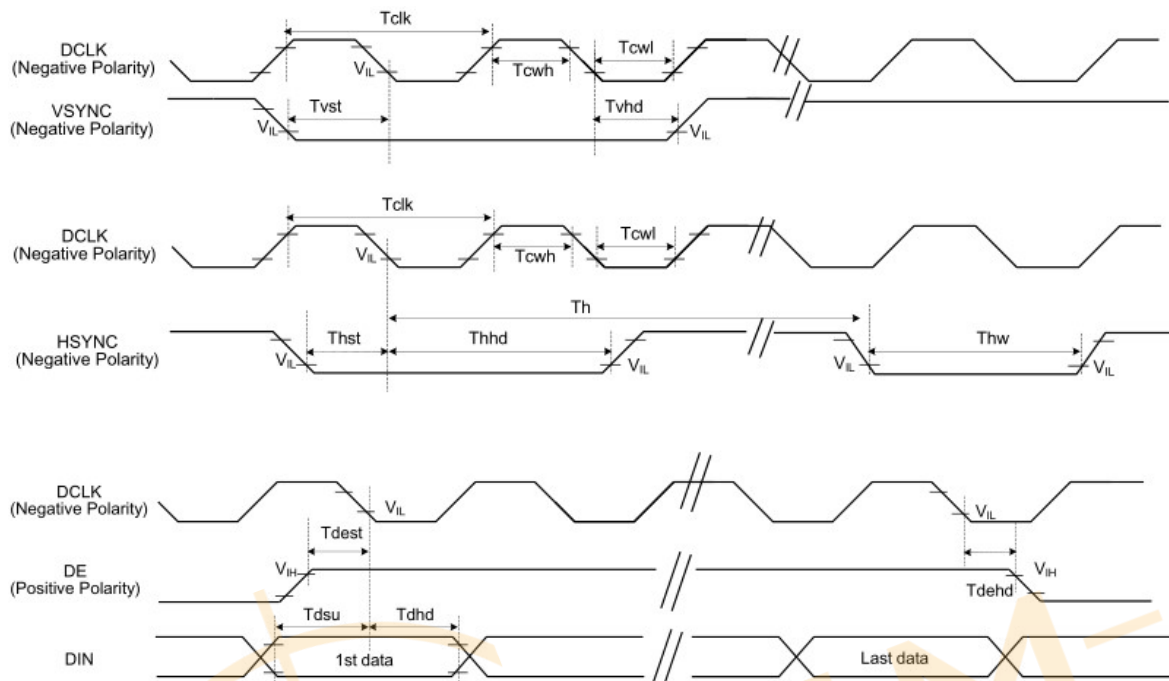 Tclk
DCLK
(Negative Polarity)
VIL
Tcwh
Tcwl
VSYNC
(Negative Polarity)
VIL
Tvst
Tvhd
VIL
Tclk
DCLK
(Negative Polarity)
VIL
Tcwh
Tcwl
Th
HSYNC
(Negative Polarity)
VIL
Thst
Thhd
VIL
VIL
Thw
VIL
DCLK
(Negative Polarity)
VIL
VIL
Tdest
DE
(Positive Polarity)
VIH
Tdehd
VIH
Tdsu
Tdhd
DIN
1st data
Last data